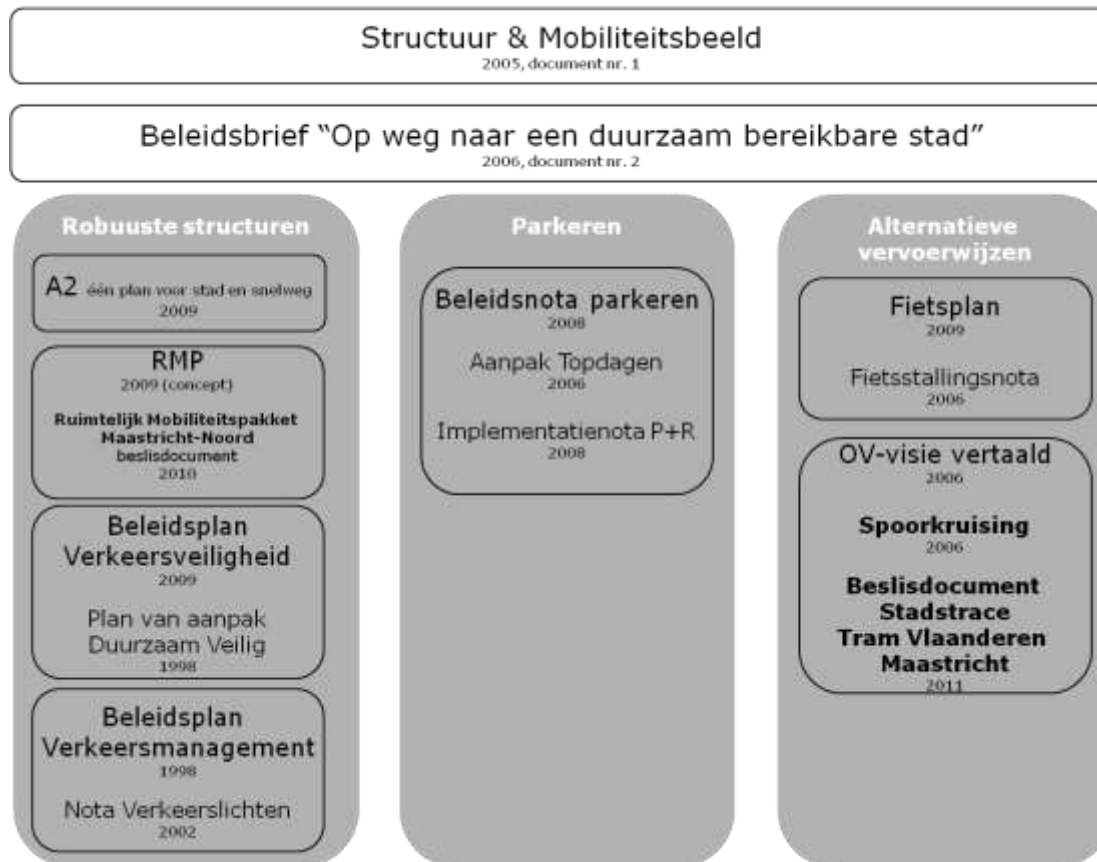 Structuur & Mobiliteitsbeeld
2005, document nr. 1
Beleidsbrief “Op weg naar een duurzaam bereikbare stad”
2006, document nr. 2
Robuuste structuren
A2 één plan voor stad en snelweg
2009
RMP
2009 (concept)
Ruimtelijk Mobiliteitspakket
Maastricht-Noord
beslisdocument
2010
Beleidsplan
Verkeersveiligheid
2009
Plan van aanpak
Duurzaam Veilig
1998
Beleidsplan
Verkeersmanagement
1998
Nota Verkeerslichten
2002
Parkeren
Beleidsnota parkeren
2008
Aanpak Topdagen
2006
Implementatienota P+R
2008
Alternatieve
vervoerwijzen
Fietsplan
2009
Fietsstallingsnota
2006
OV-visie vertaald
2006
Spoorkruising
2006
Beslisdocument
Stadstrace
Tram Vlaanderen
Maastricht
2011